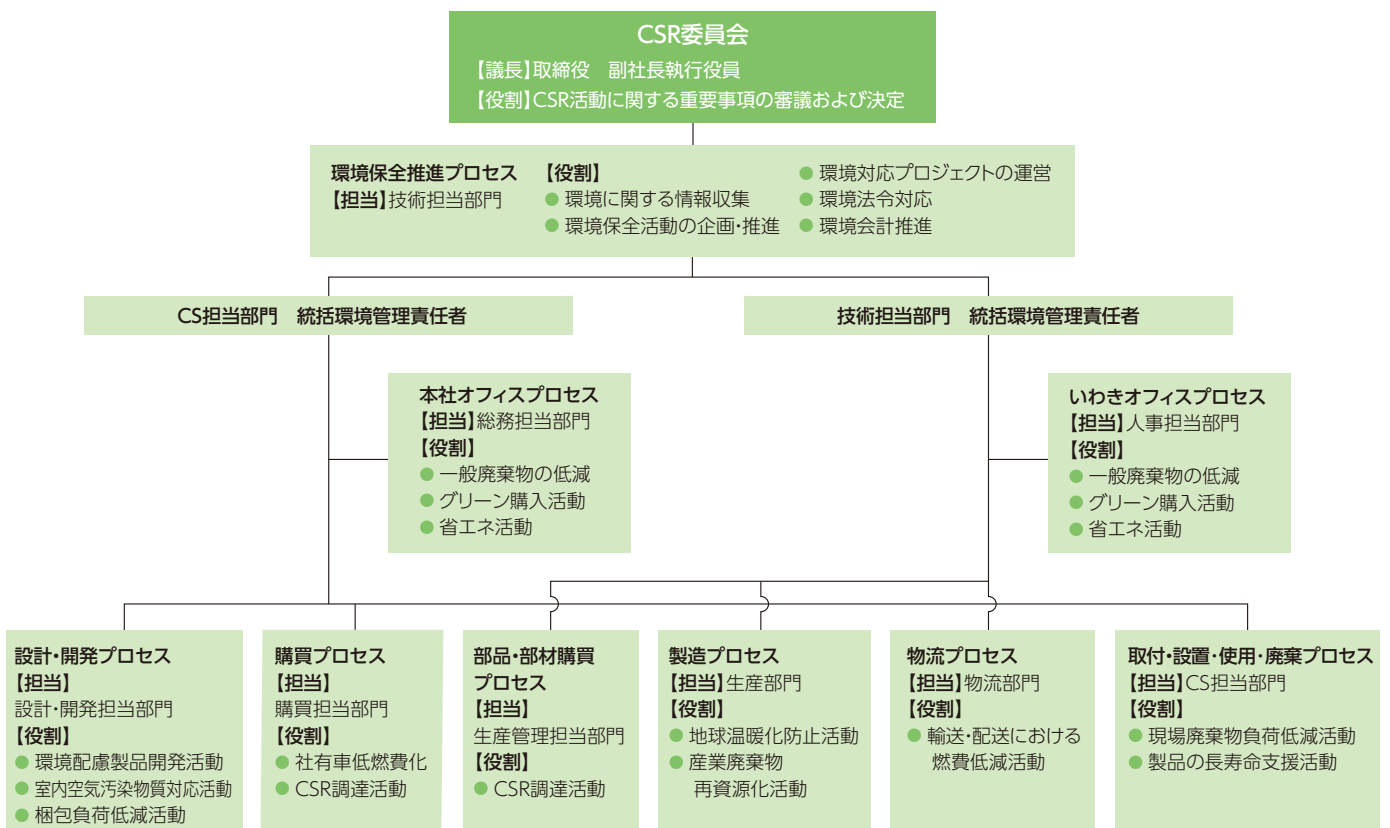 CSR委員会
【議長】取締役　副社長執行役員
【役割】CSR活動に関する重要事項の審議および決定
環境保全推進プロセス
【担当】技術担当部門
【役割】
● 環境に関する情報収集
● 環境保全活動の企画・推進
● 環境対応プロジェクトの運営
● 環境法令対応
● 環境会計推進
CS担当部門　統括環境管理責任者
技術担当部門　統括環境管理責任者
本社オフィスプロセス
【担当】総務担当部門
【役割】
● 一般廃棄物の低減
● グリーン購入活動
● 省エネ活動
いわきオフィスプロセス
【担当】人事担当部門
【役割】
● 一般廃棄物の低減
● グリーン購入活動
● 省エネ活動
設計・開発プロセス
【担当】
設計・開発担当部門
【役割】
● 環境配慮製品開発活動
● 室内空気汚染物質対応活動
● 梱包負荷低減活動
購買プロセス
【担当】
購買担当部門
【役割】
● 社有車低燃費化
● CSR調達活動
部品・部材購買
プロセス
【担当】
生産管理担当部門
【役割】
● CSR調達活動
製造プロセス
【担当】生産部門
【役割】
● 地球温暖化防止活動
● 産業廃棄物
再資源化活動
物流プロセス
【担当】物流部門
【役割】
● 輸送・配送における
燃費低減活動
取付・設置・使用・廃棄プロセス
【担当】CS担当部門
【役割】
● 現場廃棄物負荷低減活動
● 製品の長寿命支援活動